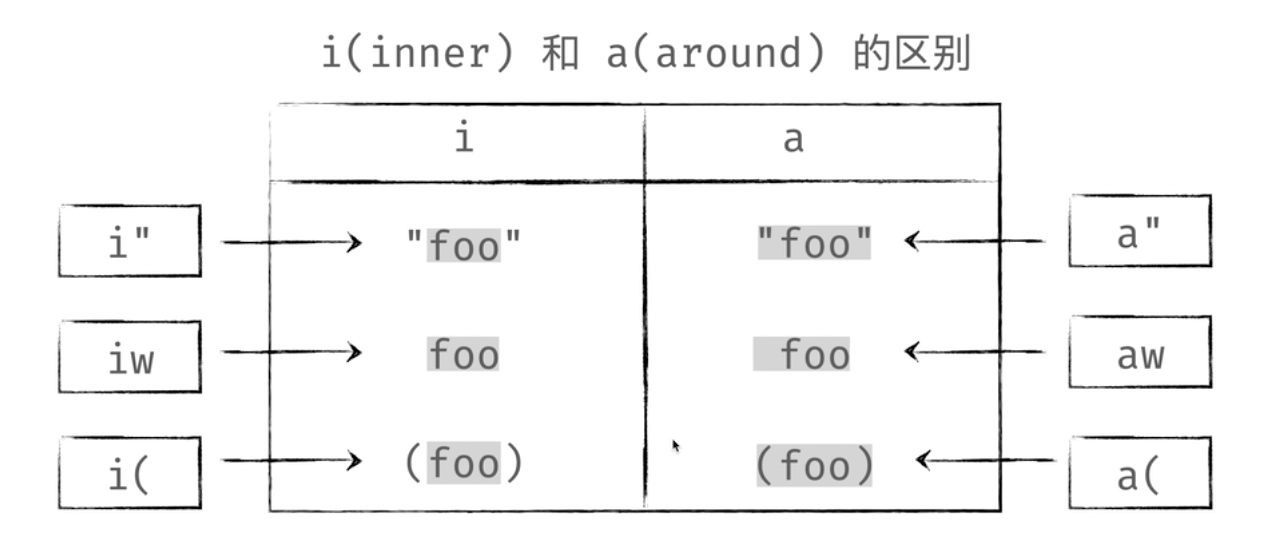 i(inner) 和 a(around) 的区别
i a
i" "foo" "foo" a"
iw foo foo aw
i( (foo) (foo) a(